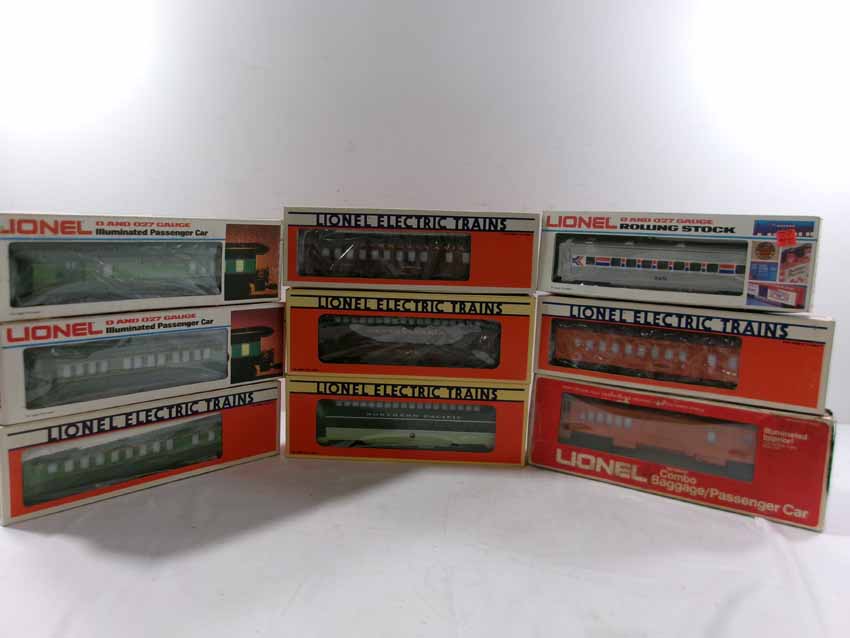 LIONEL
O AND O27 GAUGE
Illuminated Passenger Car
LIONEL
O AND O27 GAUGE
Illuminated Passenger Car
LIONEL ELECTRIC TRAINS
LIONEL ELECTRIC TRAINS
LIONEL ELECTRIC TRAINS
LIONEL ELECTRIC TRAINS
NORTHERN PACIFIC
LIONEL
O AND O27 GAUGE
ROLLING STOCK
LIONEL ELECTRIC TRAINS
Illuminated
Interior!
LIONEL
Combo
Baggage/Passenger Car